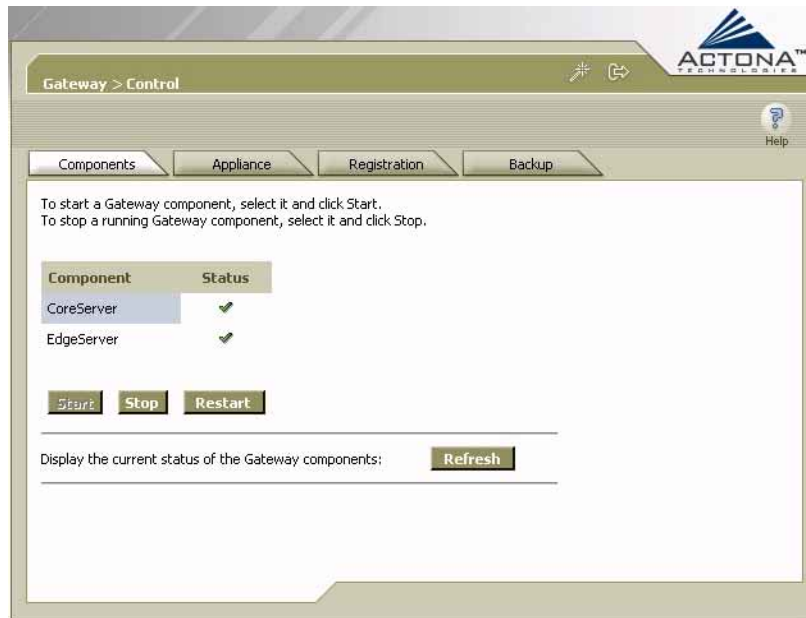 ACTONA™
TECHNOLOGIES
Gateway > Control
Help
Components Appliance Registration Backup
To start a Gateway component, select it and click Start.
To stop a running Gateway component, select it and click Stop.
Component Status
CoreServer
EdgeServer
Start Stop Restart
Display the current status of the Gateway components: Refresh